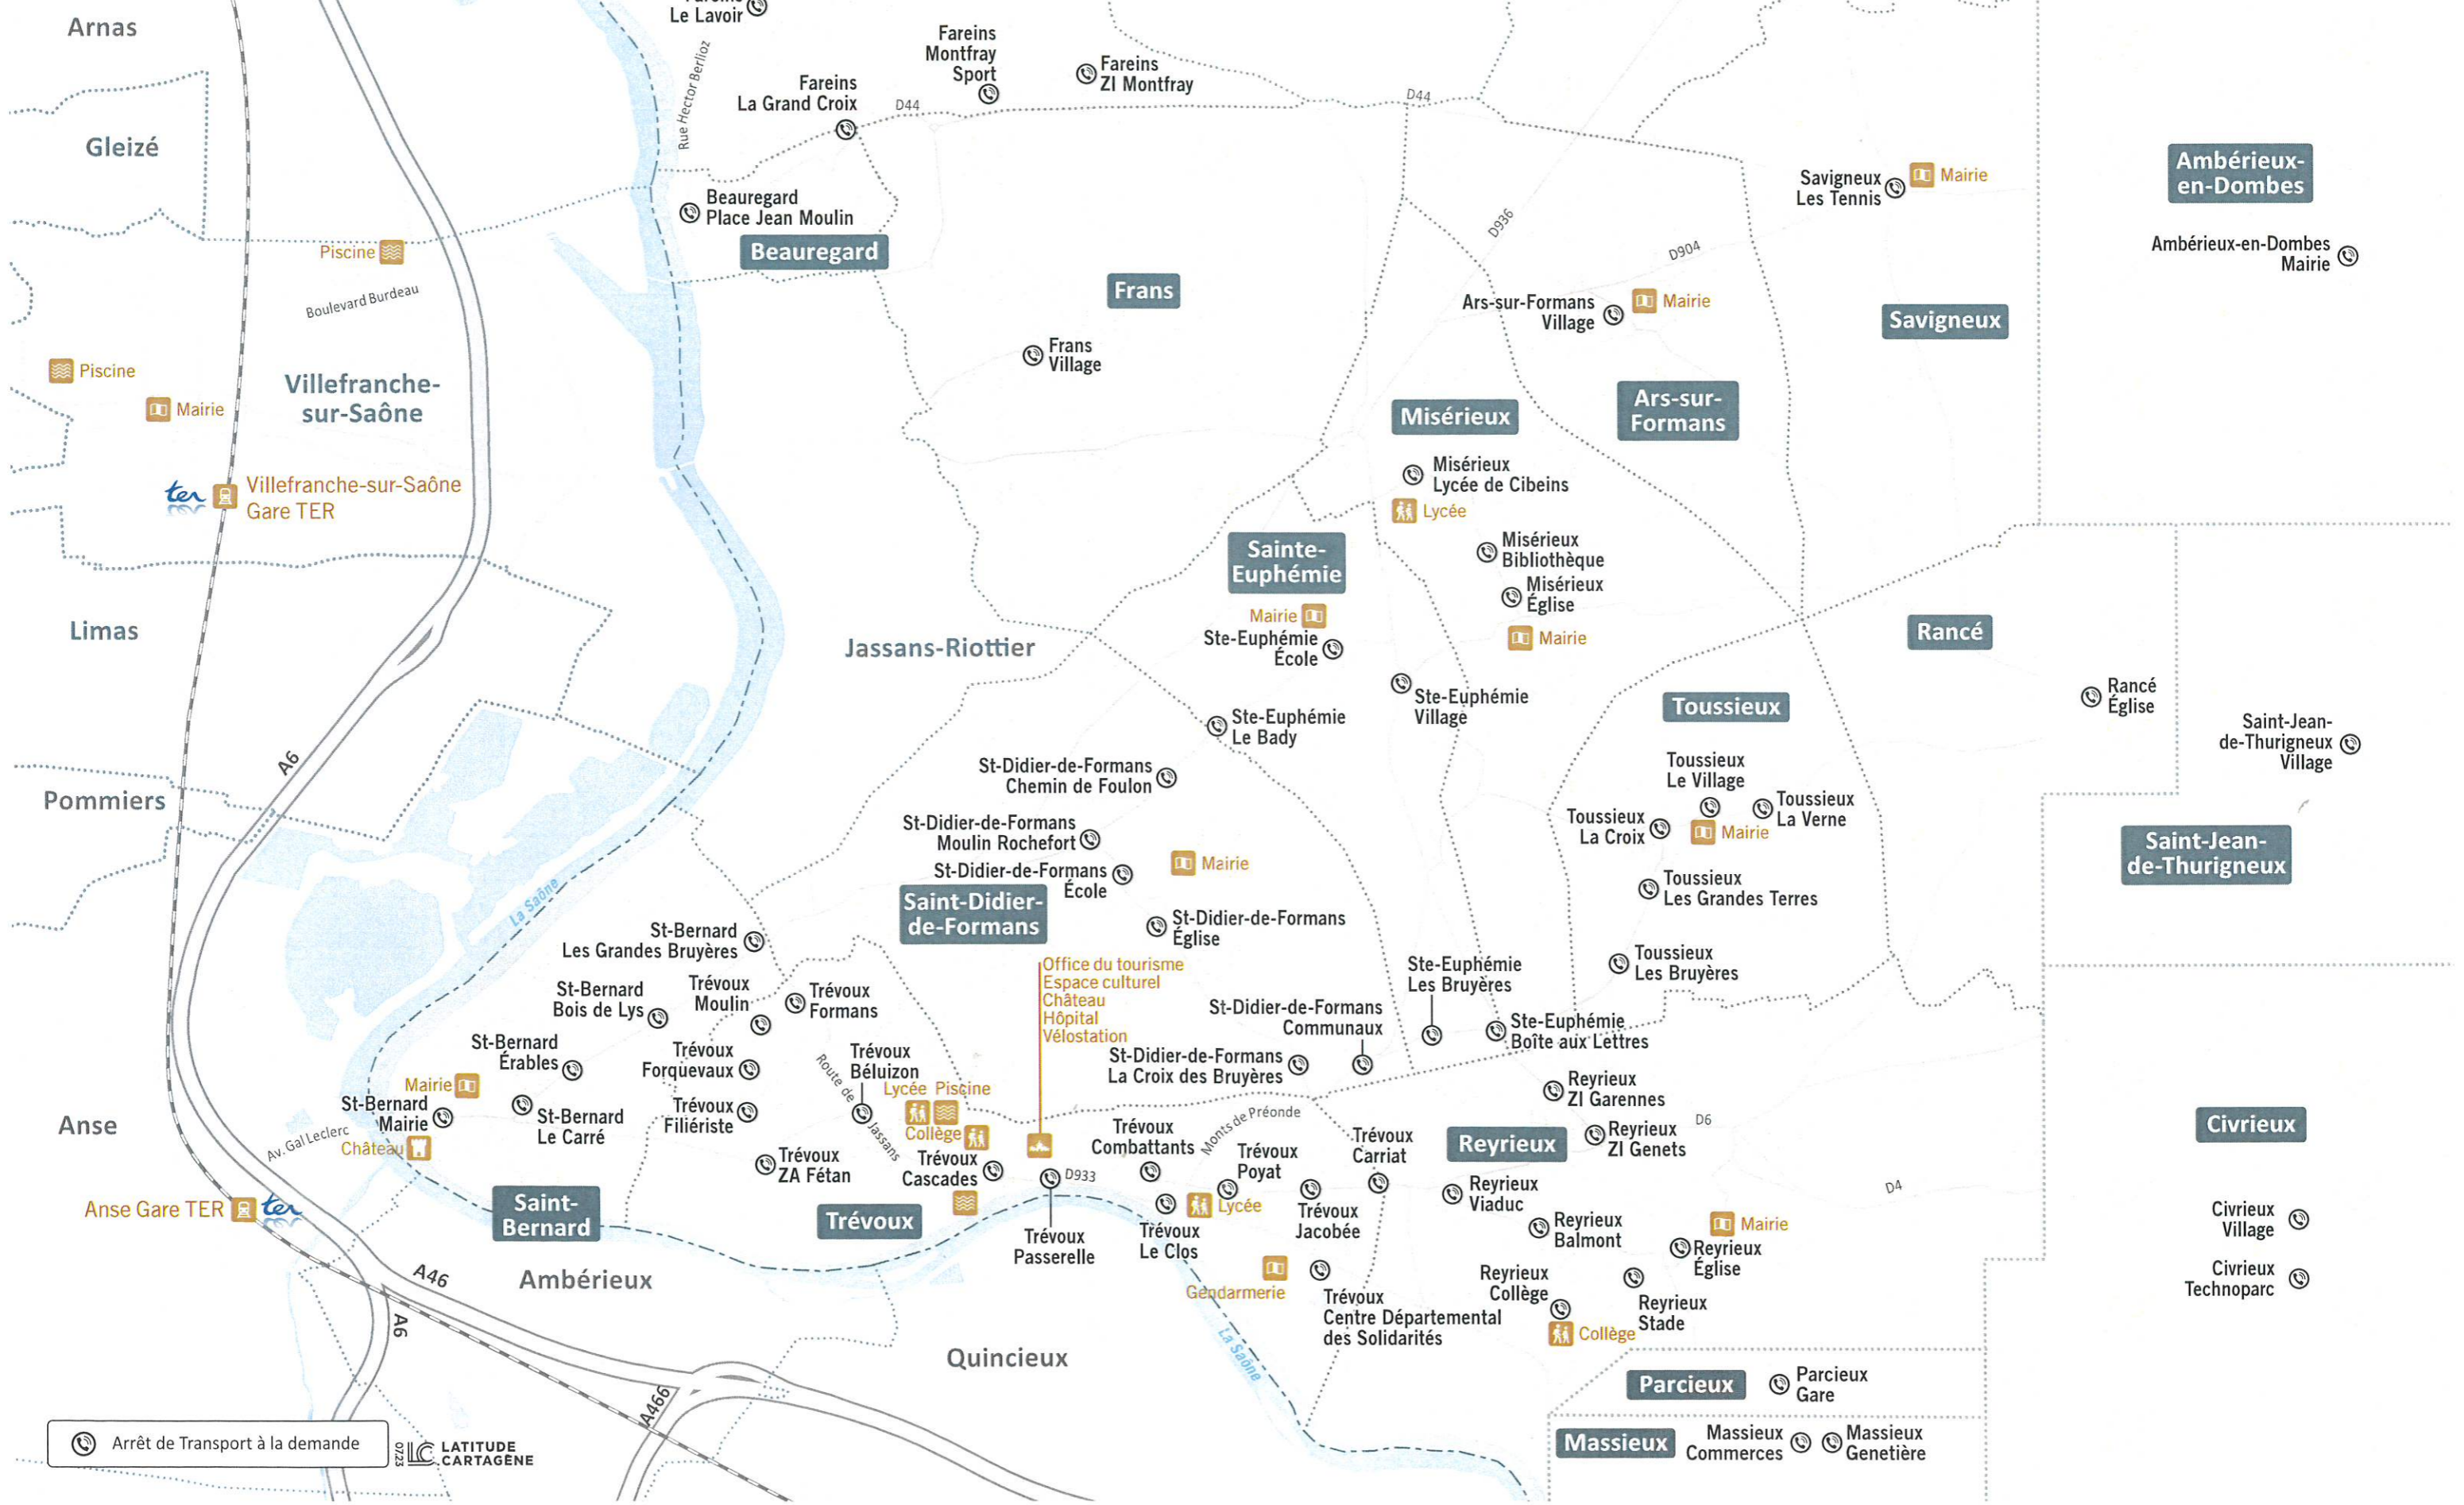 Arnas
Le Lavoir
Rue Hector Berlioz
Fareins
Montfray
Sport
Fareins
ZI Montfray
Fareins
La Grand Croix
D44
D44
Gleizé
Beauregard
Place Jean Moulin
Beauregard
Piscine
Boulevard Burdeau
Frans
Frans
Village
D936
D904
Savigneux
Les Tennis
Mairie
Ambérieux-
en-Dombes
Ambérieux-en-Dombes
Mairie
Ars-sur-Formans
Village
Mairie
Savigneux
Piscine
Mairie
Villefranche-
sur-Saône
ter
Villefranche-sur-Saône
Gare TER
Misérieux
Ars-sur-
Formans
Misérieux
Lycée de Cibeins
Lycée
Misérieux
Bibliothèque
Misérieux
Église
Mairie
Sainte-
Euphémie
Mairie
Ste-Euphémie
École
Ste-Euphémie
Village
Ste-Euphémie
Le Bady
Limas
Jassans-Riottier
Rancé
Rancé
Église
Saint-Jean-
de-Thurigneux
Village
Saint-Jean-
de-Thurigneux
Toussieux
Toussieux
Le Village
Toussieux
La Verne
Toussieux
La Croix
Mairie
Toussieux
Les Grandes Terres
Toussieux
Les Bruyères
A6
Pommiers
La Saône
St-Didier-de-Formans
Chemin de Foulon
St-Didier-de-Formans
Moulin Rochefort
St-Didier-de-Formans
École
Mairie
Saint-Didier-
de-Formans
St-Didier-de-Formans
Église
Office du tourisme
Espace culturel
Château
Hôpital
Vélostation
St-Didier-de-Formans
Communaux
St-Didier-de-Formans
La Croix des Bruyères
Ste-Euphémie
Les Bruyères
Ste-Euphémie
Boîte aux Lettres
St-Bernard
Les Grandes Bruyères
St-Bernard
Bois de Lys
St-Bernard
Érables
Mairie
St-Bernard
Mairie
St-Bernard
Le Carré
Château
Av. Gal Leclerc
Anse
Anse Gare TER
ter
Saint-
Bernard
Trévoux
Moulin
Trévoux
Formans
Trévoux
Forquevaux
Trévoux
Filiériste
Trévoux
Béluizon
Route de Jassans
Lycée
Piscine
Collège
Trévoux
ZA Fétan
Trévoux
Cascades
Trévoux
D933
Trévoux
Passerelle
Trévoux
Combattants
Monts de Préonde
Trévoux
Poyat
Trévoux
Le Clos
Lycée
Trévoux
Jacobée
Trévoux
Carriat
Gendarmerie
Trévoux
Centre Départemental
des Solidarités
La Saône
Reyrieux
ZI Garennes
Reyrieux
Reyrieux
ZI Genets
D6
D4
Reyrieux
Viaduc
Reyrieux
Balmont
Mairie
Reyrieux
Église
Reyrieux
Collège
Collège
Reyrieux
Stade
Civrieux
Civrieux
Village
Civrieux
Technoparc
Parcieux
Parcieux
Gare
Massieux
Massieux
Commerces
Massieux
Genetière
Ambérieux
Quincieux
A46
A6
A466
Arrêt de Transport à la demande
07.23
LC
LATITUDE
CARTAGÈNE